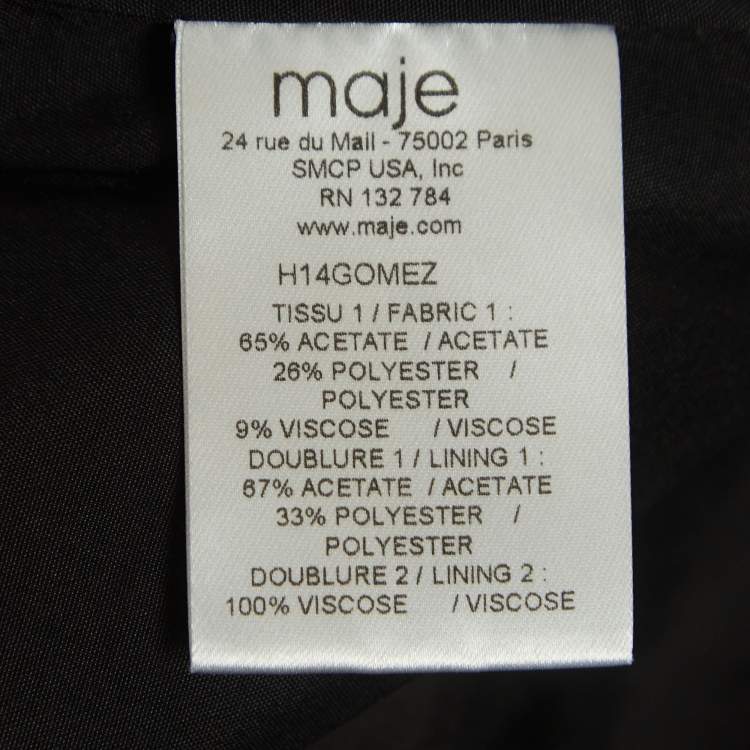 maje
24 rue du Mail - 75002 Paris
SMCP USA, Inc
RN 132 784
www.maje.com
H14GOMEZ
TISSU 1 / FABRIC 1 :
65% ACETATE / ACETATE
26% POLYESTER /
POLYESTER
9% VISCOSE / VISCOSE
DOUBLURE 1 / LINING 1 :
67% ACETATE / ACETATE
33% POLYESTER /
POLYESTER
DOUBLURE 2 / LINING 2 :
100% VISCOSE / VISCOSE